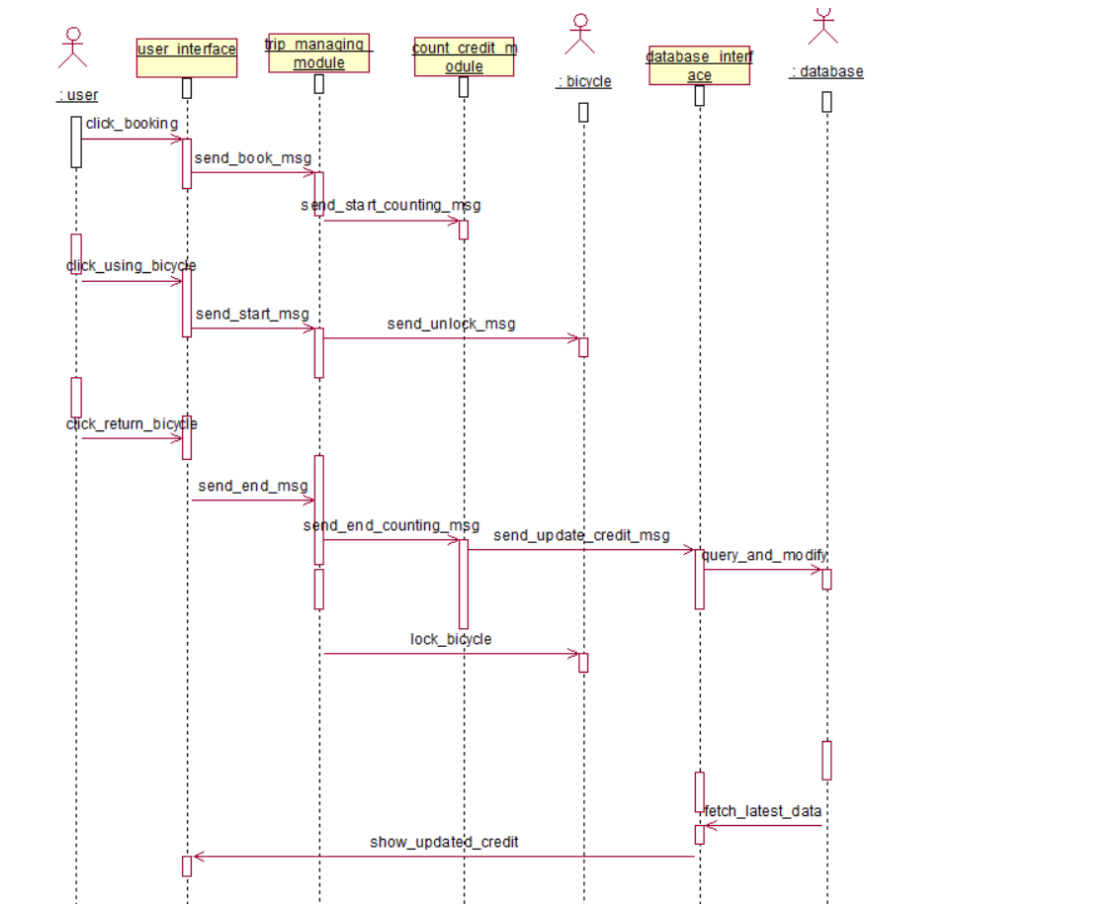 user_interface
trip_managing_
module
count_credit_m
odule
: bicycle
database_interf
ace
: database
: user
click_booking
send_book_msg
send_start_counting_msg
click_using_bicycle
send_start_msg
send_unlock_msg
click_return_bicycle
send_end_msg
send_end_counting_msg
send_update_credit_msg
query_and_modify
lock_bicycle
fetch_latest_data
show_updated_credit